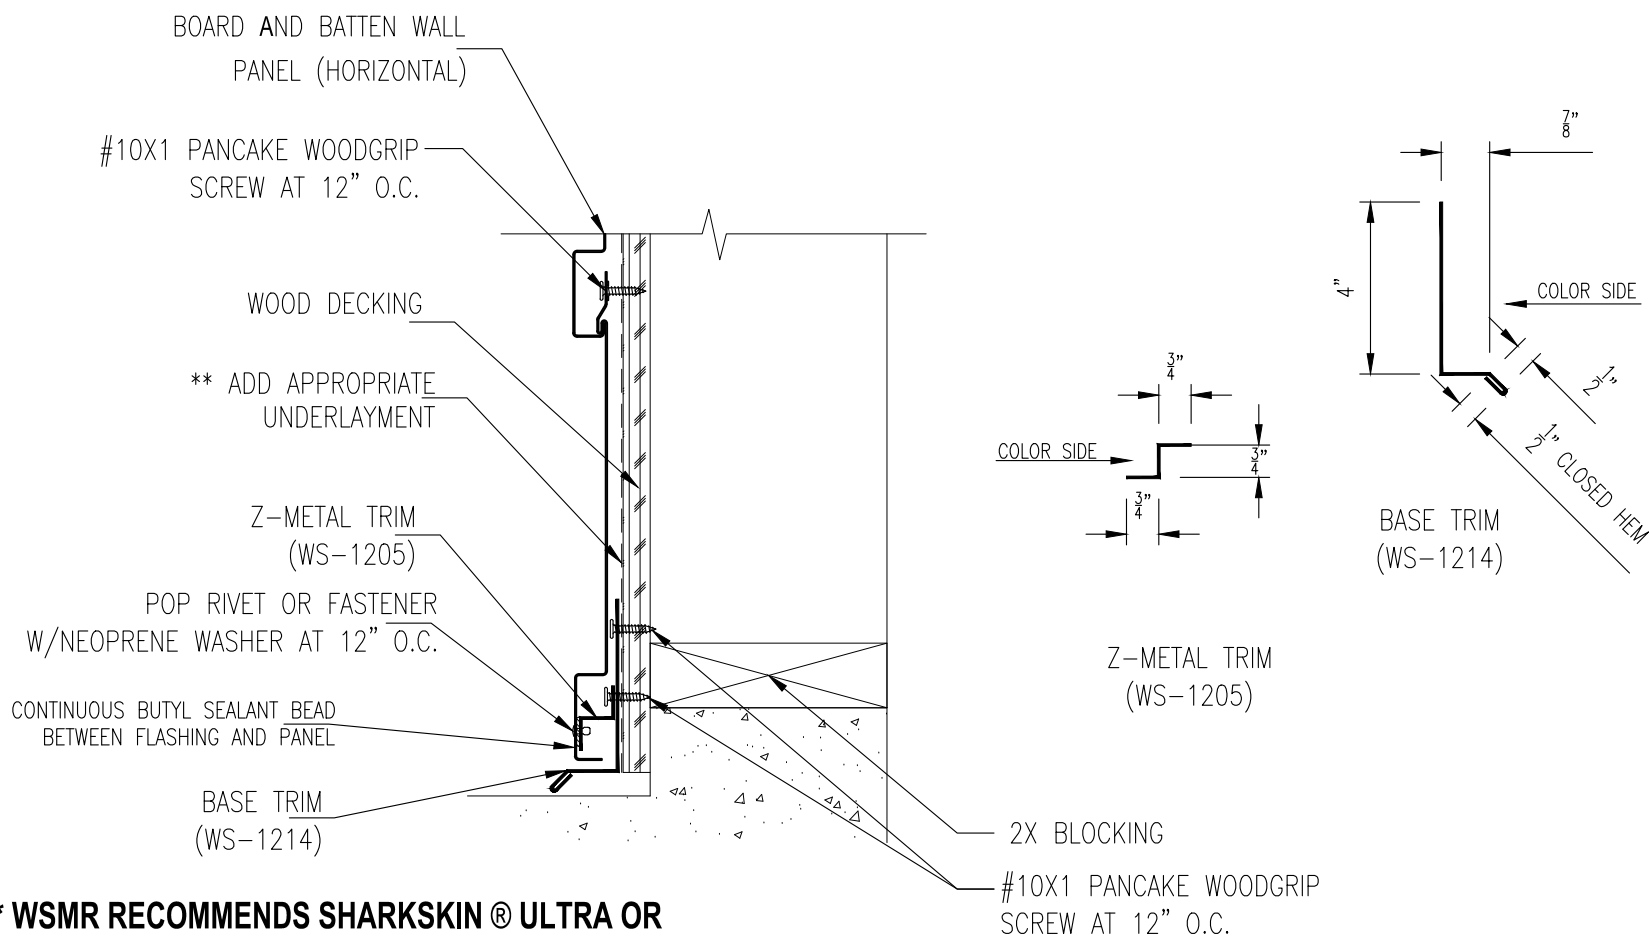 BOARD AND BATTEN WALL
PANEL (HORIZONTAL)
#10X1 PANCAKE WOODGRIP
SCREW AT 12" O.C.
WOOD DECKING
** ADD APPROPRIATE
UNDERLAYMENT
Z-METAL TRIM
(WS-1205)
POP RIVET OR FASTENER
W/NEOPRENE WASHER AT 12" O.C.
CONTINUOUS BUTYL SEALANT BEAD
BETWEEN FLASHING AND PANEL
BASE TRIM
(WS-1214)
2X BLOCKING
#10X1 PANCAKE WOODGRIP
SCREW AT 12" O.C.
3/4"
COLOR SIDE
3/4"
3/4"
Z-METAL TRIM
(WS-1205)
7/8"
4"
COLOR SIDE
1/2"
1/2" CLOSED HEM
BASE TRIM
(WS-1214)
* WSMR RECOMMENDS SHARKSKIN ® ULTRA OR